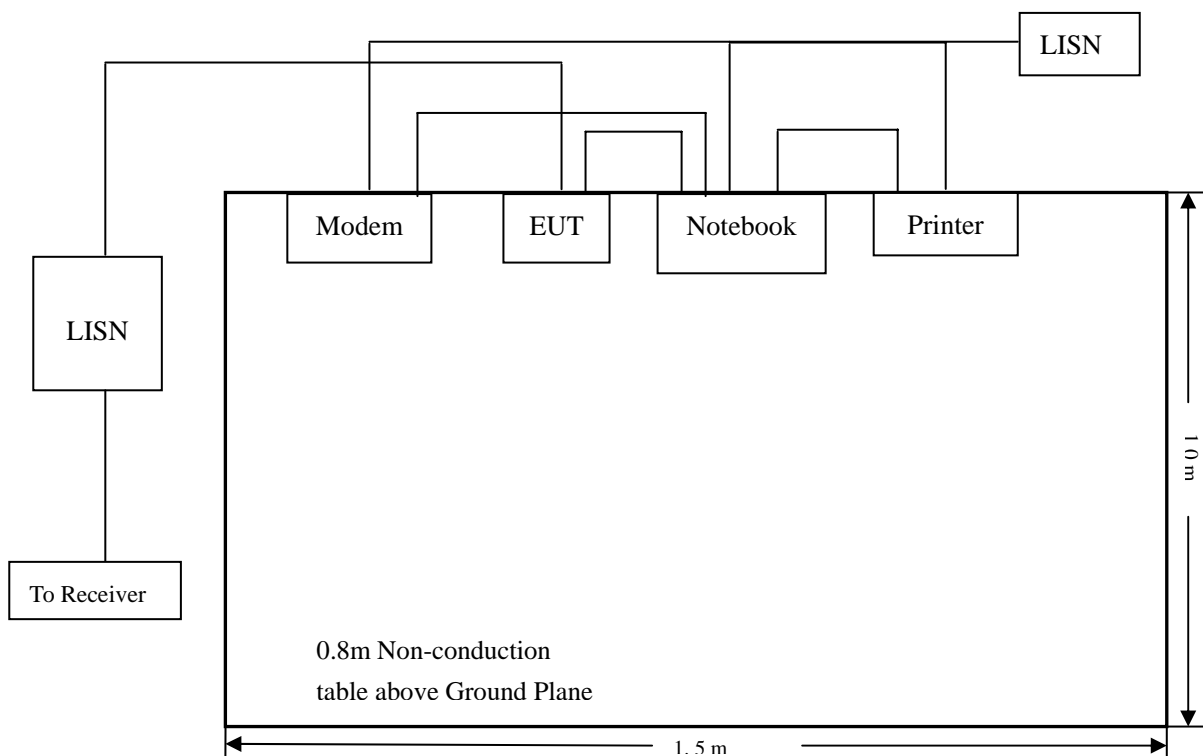 LISN
Modem
EUT
Notebook
Printer
LISN
1.0 m
To Receiver
0.8m Non-conduction
table above Ground Plane
1.5 m